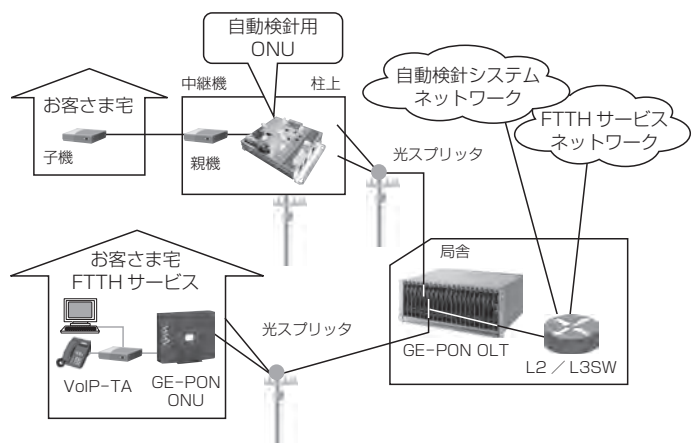 自動検針用
ONU
中継機
柱上
お客さま宅
子機
親機
光スプリッタ
自動検針システム
ネットワーク
FTTH サービス
ネットワーク
お客さま宅
FTTH サービス
VoIP-TA
GE-PON
ONU
光スプリッタ
局舎
GE-PON OLT
L2 / L3SW